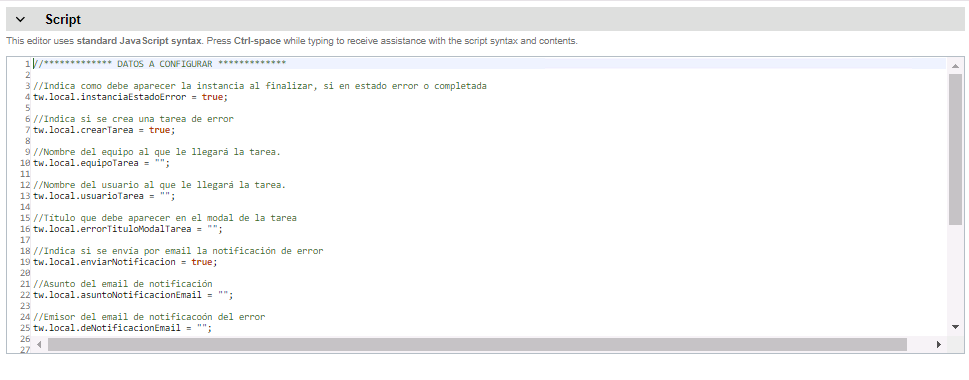 Script
This editor uses standard JavaScript syntax. Press Ctrl-space while typing to receive assistance with the script syntax and contents.
1 //************* DATOS A CONFIGURAR *************
2
3 //Indica como debe aparecer la instancia al finalizar, si en estado error o completada
4 tw.local.instanciaEstadoError = true;
5
6 //Indica si se crea una tarea de error
7 tw.local.crearTarea = true;
8
9 //Nombre del equipo al que le llegará la tarea.
10 tw.local.equipoTarea = "";
11
12 //Nombre del usuario al que le llegará la tarea.
13 tw.local.usuarioTarea = "";
14
15 //Título que debe aparecer en el modal de la tarea
16 tw.local.errorTituloModalTarea = "";
17
18 //Indica si se envía por email la notificación de error
19 tw.local.enviarNotificacion = true;
20
21 //Asunto del email de notificación
22 tw.local.asuntoNotificacionEmail = "";
23
24 //Emisor del email de notificacoón del error
25 tw.local.deNotificacionEmail = "";
26
27